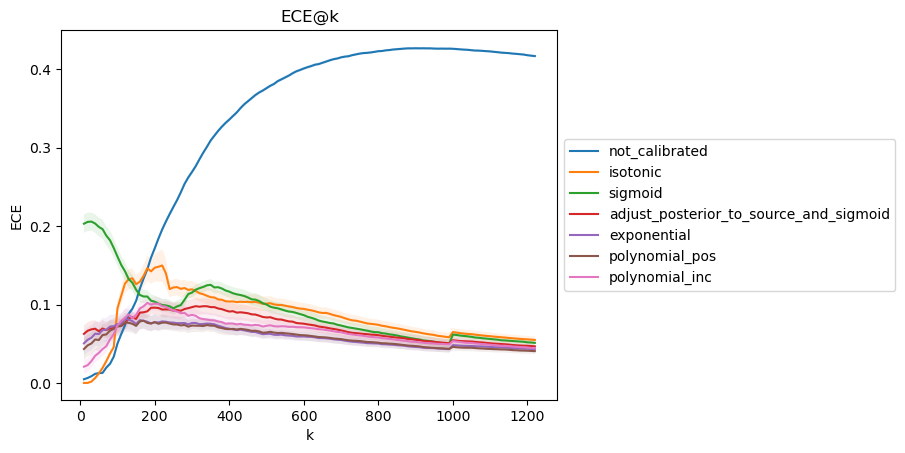 ECE@k
ECE
0.4
0.3
0.2
0.1
0.0
0
200
400
600
800
1000
1200
k
not_calibrated
isotonic
sigmoid
adjust_posterior_to_source_and_sigmoid
exponential
polynomial_pos
polynomial_inc